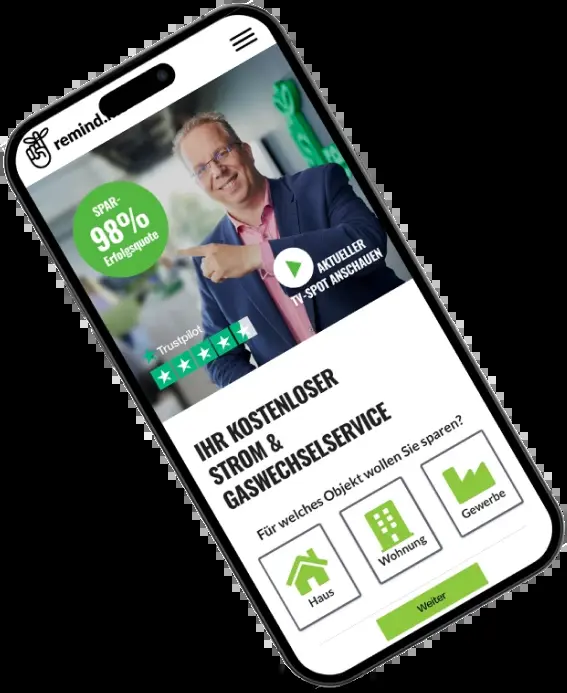 remind.
SPAR-
98%
Erfolgsquote
AKTUELLER
TV-SPOT ANSCHAUEN
Trustpilot
IHR KOSTENLOSER
STROM &
GASWECHSELSERVICE
Für welches Objekt wollen Sie sparen?
Haus
Wohnung
Gewerbe
Weiter